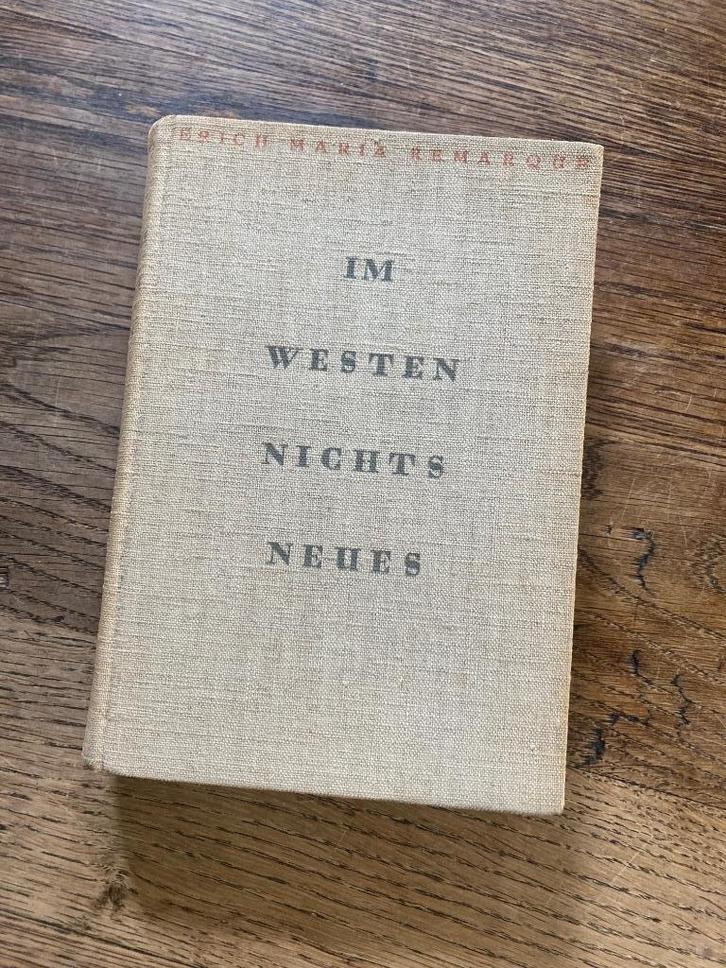 ERICH MARIA REMARQUE
IM
WESTEN
NICHTS
NEUES